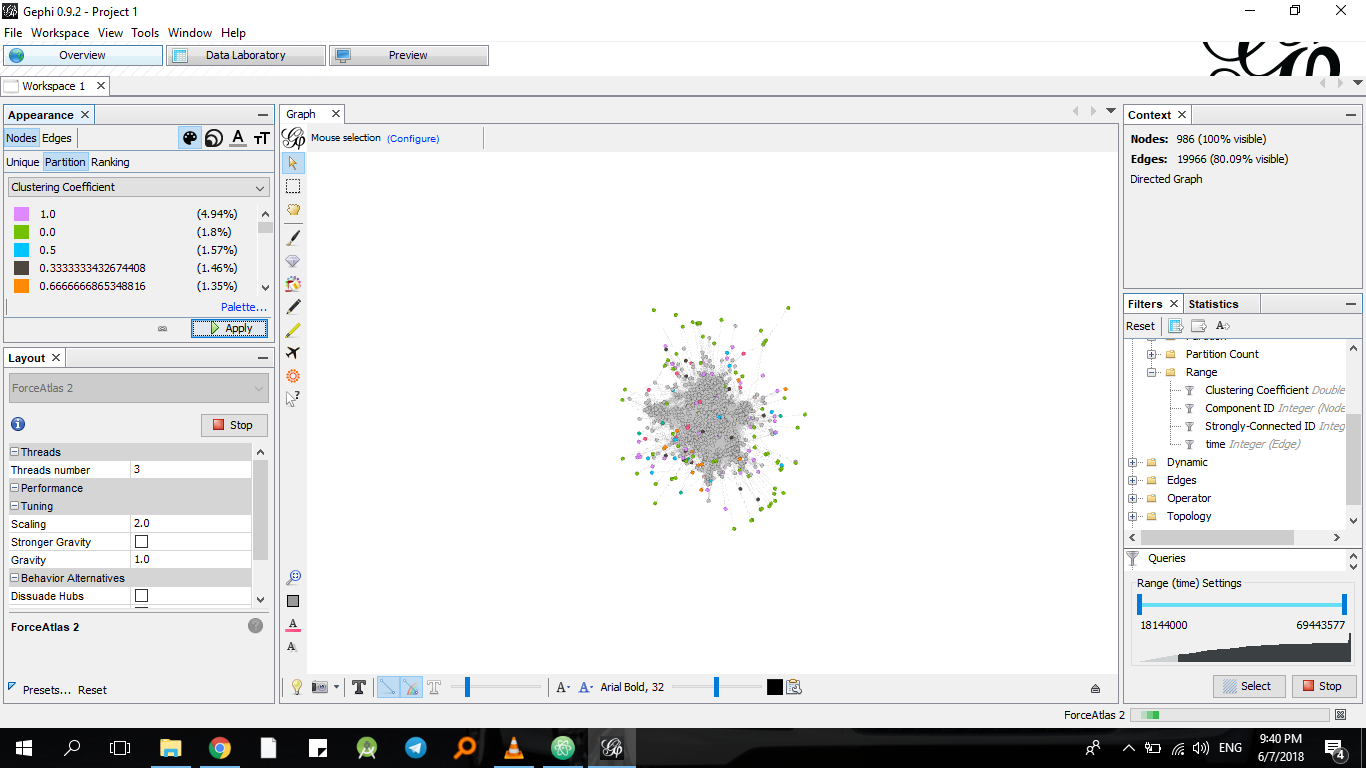 Gephi 0.9.2 - Project 1
File Workspace View Tools Window Help
Overview Data Laboratory Preview
Workspace 1
Appearance
Nodes Edges
Unique Partition Ranking
Clustering Coefficient
1.0 (4.94%)
0.0 (1.8%)
0.5 (1.57%)
0.3333333432674408 (1.46%)
0.6666666865348816 (1.35%)
Palette...
Apply
Layout
ForceAtlas 2
Stop
Threads
Threads number 3
Performance
Tuning
Scaling 2.0
Stronger Gravity
Gravity 1.0
Behavior Alternatives
Dissuade Hubs
ForceAtlas 2
Presets... Reset
Graph
Mouse selection (Configure)
Arial Bold, 32
Context
Nodes: 986 (100% visible)
Edges: 19966 (80.09% visible)
Directed Graph
Filters Statistics
Reset
Partition Count
Range
Clustering Coefficient Double
Component ID Integer (Node
Strongly-Connected ID Integ
time Integer (Edge)
Dynamic
Edges
Operator
Topology
Queries
Range (time) Settings
18144000 69443577
Select Stop
ForceAtlas 2
ENG
9:40 PM
6/7/2018
4